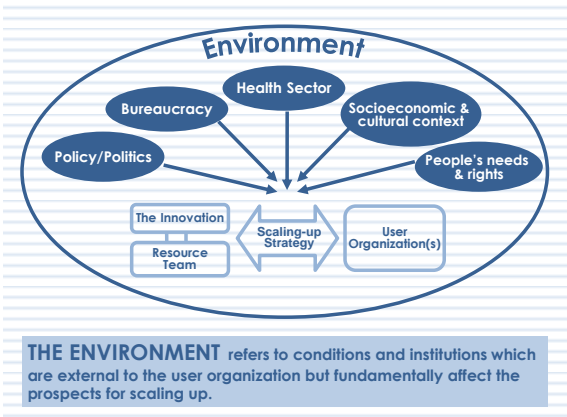 Environment
Health Sector
Bureaucracy
Socioeconomic &
cultural context
Policy/Politics
People's needs
& rights
The Innovation
Resource
Team
Scaling-up
Strategy
User
Organization(s)
THE ENVIRONMENT refers to conditions and institutions which
are external to the user organization but fundamentally affect the
prospects for scaling up.